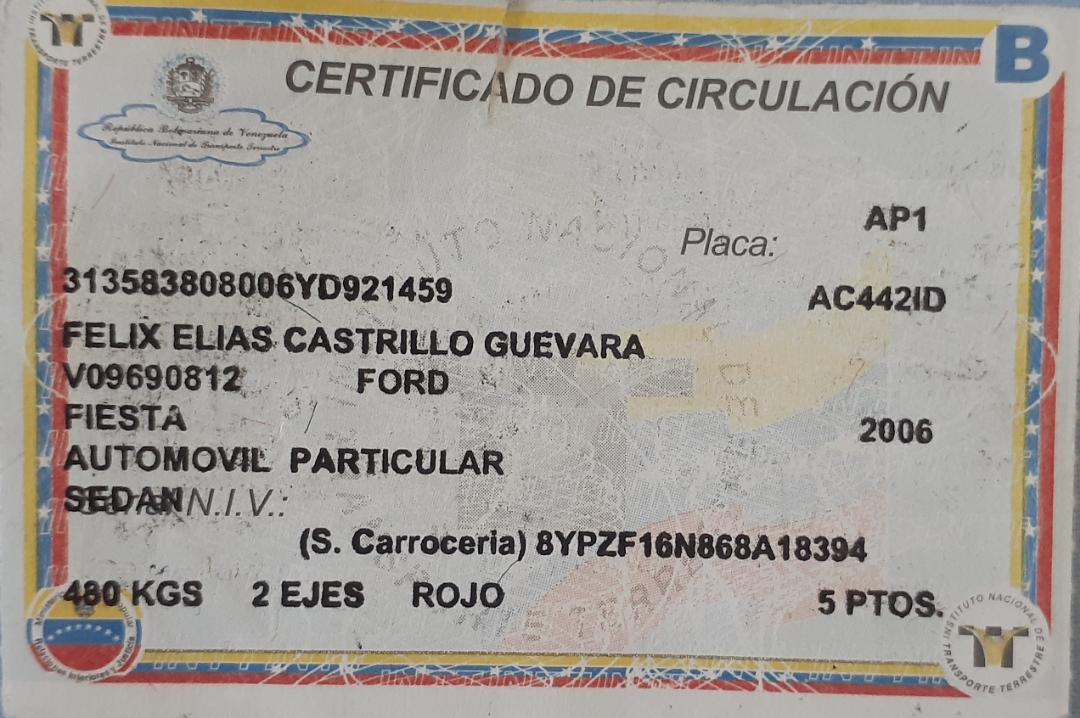 INSTITUTO NACIONAL DE TRANSPORTE TERRESTRE
B
CERTIFICADO DE CIRCULACIÓN
República Bolivariana de Venezuela
Instituto Nacional de Transporte Terrestre
AP1
Placa:
313583808006YD921459
AC442ID
FELIX ELIAS CASTRILLO GUEVARA
V09690812 FORD
FIESTA
2006
AUTOMOVIL PARTICULAR
SEDAN N.I.V.:
(S. Carroceria) 8YPZF16N868A18394
480 KGS 2 EJES ROJO
5 PTOS.
Relaciones Interiores y Justicia
INSTITUTO NACIONAL DE TRANSPORTE TERRESTRE